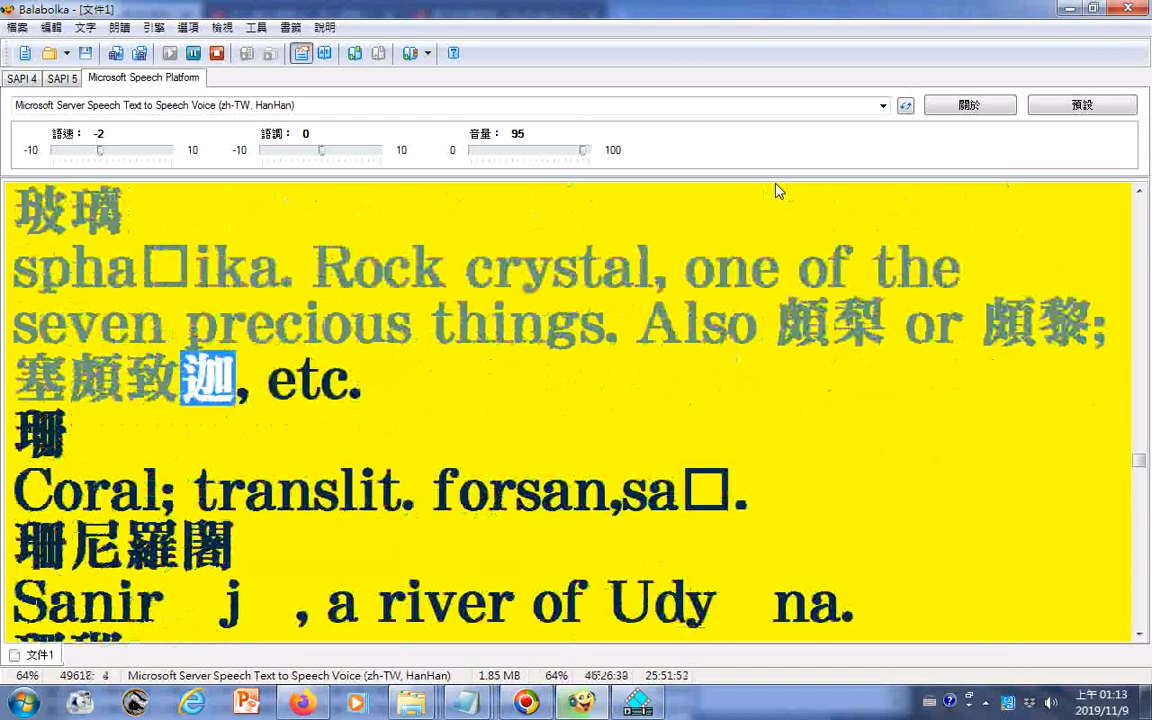 Balabolka - [文件1]
檔案 編輯 文字 朗讀 引擎 選項 檢視 工具 書籤 說明
SAPI 4 SAPI 5 Microsoft Speech Platform
Microsoft Server Speech Text to Speech Voice (zh-TW, HanHan) 關於 預設
語速： -2 語調： 0 音量： 95
-10 10 -10 10 0 100
玻璃
spha□ika. Rock crystal, one of the
seven precious things. Also 頗梨 or 頗黎;
塞頗致迦, etc.
珊
Coral; translit. forsan,sa□.
珊尼羅闍
Sanir j , a river of Udy na.
文件1
64% 49618: 4 Microsoft Server Speech Text to Speech Voice (zh-TW, HanHan) 1.85 MB 64% 46:26:38 25:51:52
上午 01:13
2019/11/9